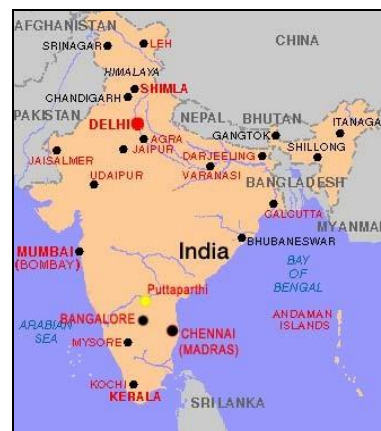 AFGHANISTAN
SRINAGAR
LEH
CHINA
HIMALAYA
CHANDIGARH
SHIMLA
PAKISTAN
DELHI
NEPAL
BHUTAN
ITANAGA
GANGTOK
AGRA
JAIPUR
DARJEELING
SHILLONG
JAISALMER
VARANASI
UDAIPUR
BANGLADESH
CALCUTTA
MYANMAR
MUMBAI
(BOMBAY)
India
BHUBANESWAR
BAY
OF
BENGAL
Puttaparthi
ARABIAN
SEA
BANGALORE
CHENNAI
(MADRAS)
ANDAMAN
ISLANDS
MYSORE
KOCHI
KERALA
SRI LANKA